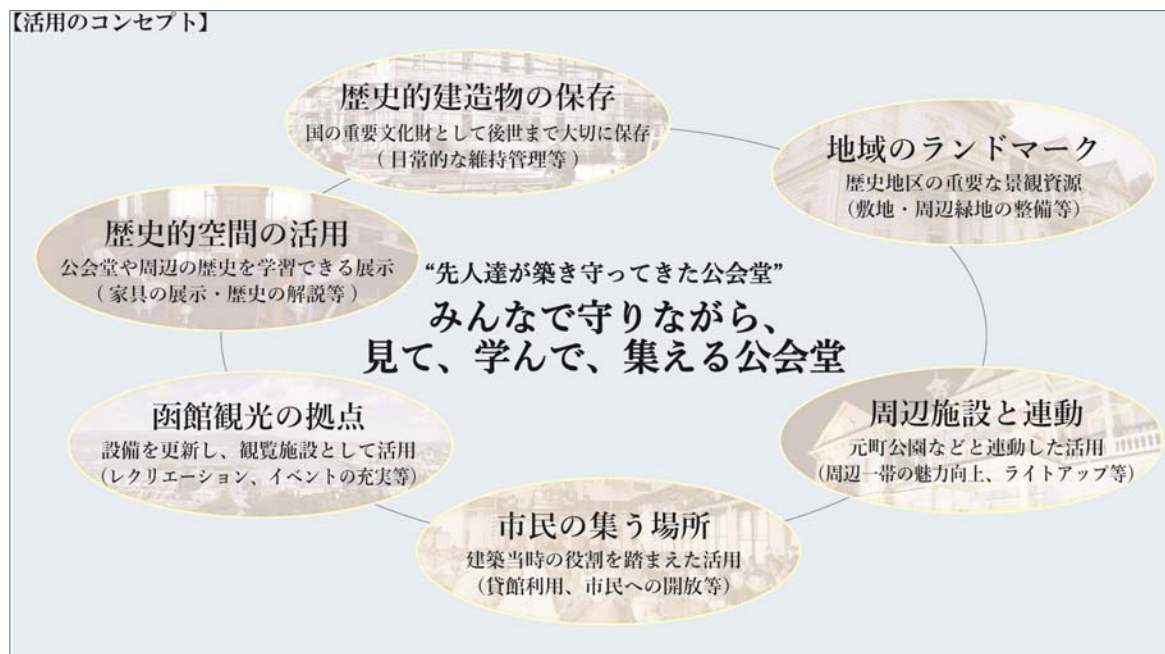 【活用のコンセプト】
歴史的建造物の保存
国の重要文化財として後世まで大切に保存
(日常的な維持管理等)
地域のランドマーク
歴史地区の重要な景観資源
(敷地・周辺緑地の整備等)
歴史的空間の活用
公会堂や周辺の歴史を学習できる展示
(家具の展示・歴史の解説等)
“先人達が築き守ってきた公会堂”
みんなで守りながら、
見て、学んで、集える公会堂
函館観光の拠点
設備を更新し、観覧施設として活用
(レクリエーション、イベントの充実等)
周辺施設と連動
元町公園などと連動した活用
(周辺一帯の魅力向上、ライトアップ等)
市民の集う場所
建築当時の役割を踏まえた活用
(貸館利用、市民への開放等)